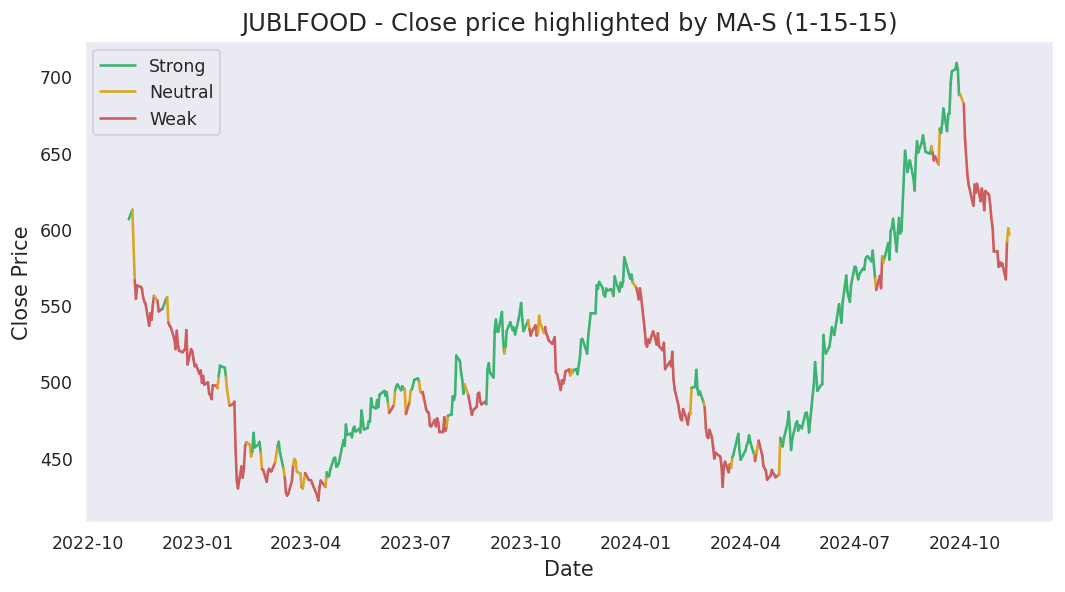 JUBLFOOD - Close price highlighted by MA-S (1-15-15)
Strong
Neutral
Weak
Close Price
700
650
600
550
500
450
2022-10 2023-01 2023-04 2023-07 2023-10 2024-01 2024-04 2024-07 2024-10
Date